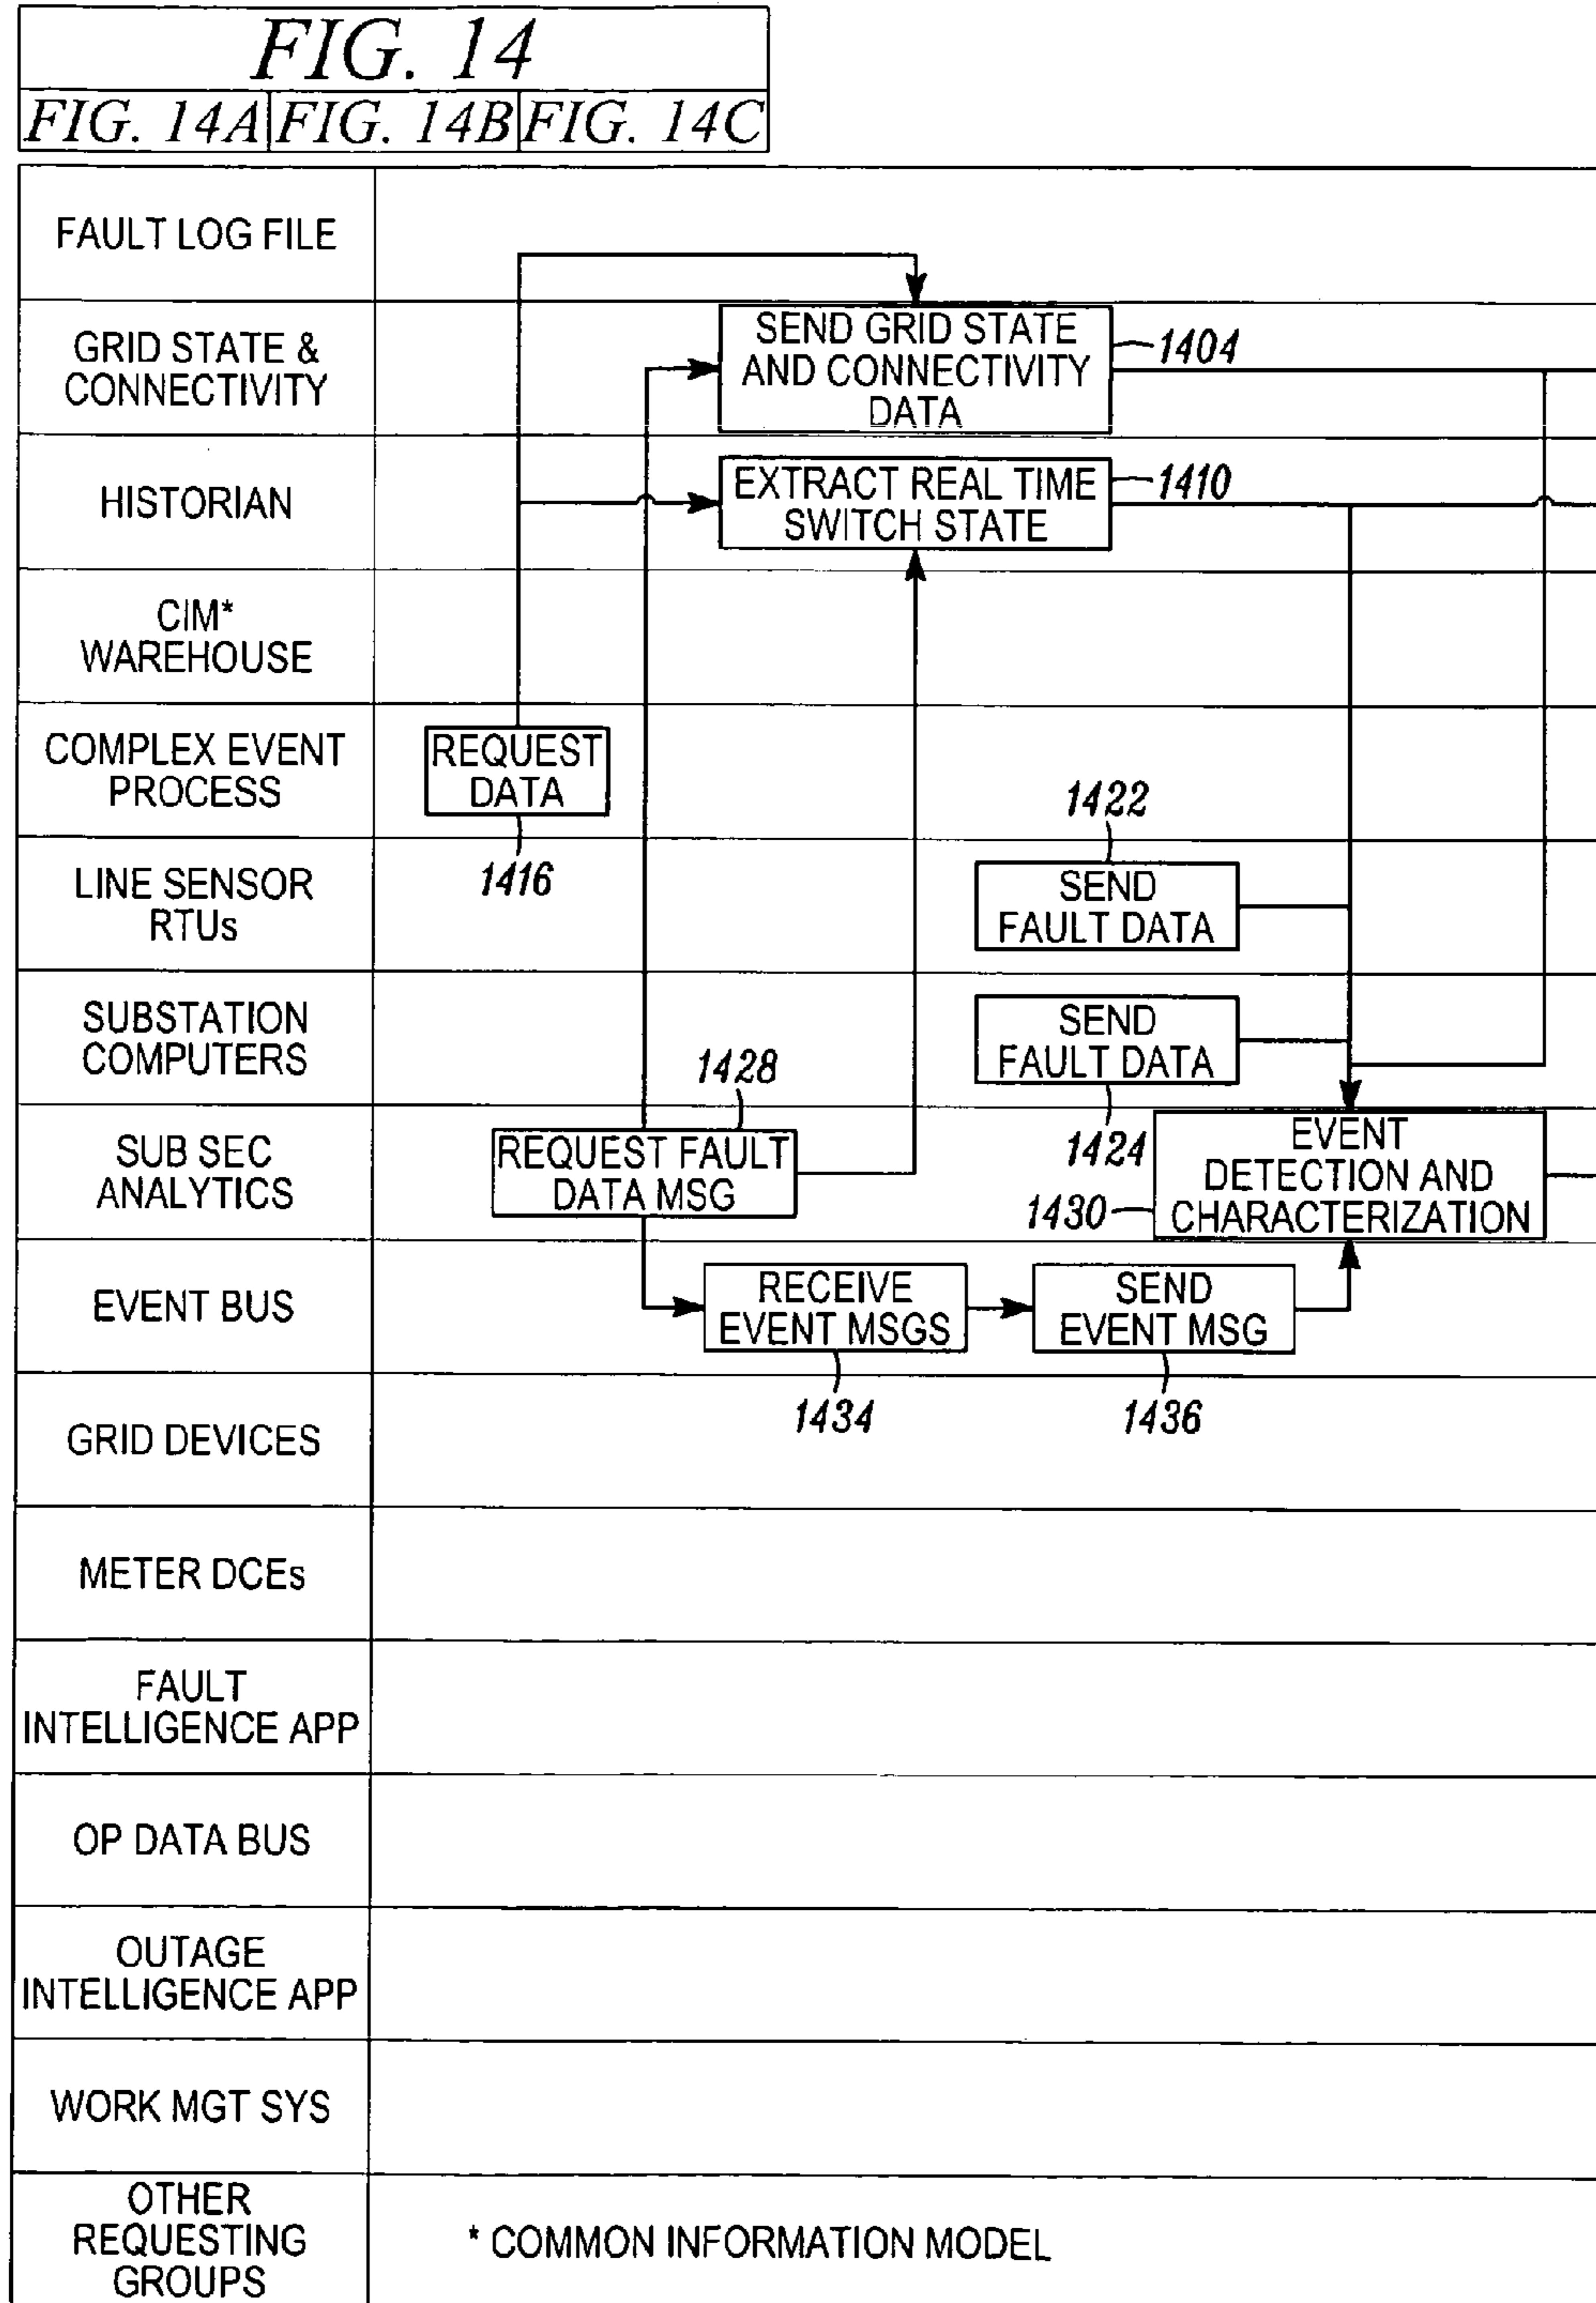 FIG. 14
FIG. 14A FIG. 14B FIG. 14C
FAULT LOG FILE
GRID STATE &
CONNECTIVITY
SEND GRID STATE
AND CONNECTIVITY
DATA
1404
HISTORIAN
EXTRACT REAL TIME
SWITCH STATE
1410
CIM*
WAREHOUSE
COMPLEX EVENT
PROCESS
REQUEST
DATA
1416
LINE SENSOR
RTUs
1422
SEND
FAULT DATA
SUBSTATION
COMPUTERS
SEND
FAULT DATA
1424
SUB SEC
ANALYTICS
1428
REQUEST FAULT
DATA MSG
EVENT
DETECTION AND
CHARACTERIZATION
1430
EVENT BUS
RECEIVE
EVENT MSGS
1434
SEND
EVENT MSG
1436
GRID DEVICES
METER DCEs
FAULT
INTELLIGENCE APP
OP DATA BUS
OUTAGE
INTELLIGENCE APP
WORK MGT SYS
OTHER
REQUESTING
GROUPS
* COMMON INFORMATION MODEL